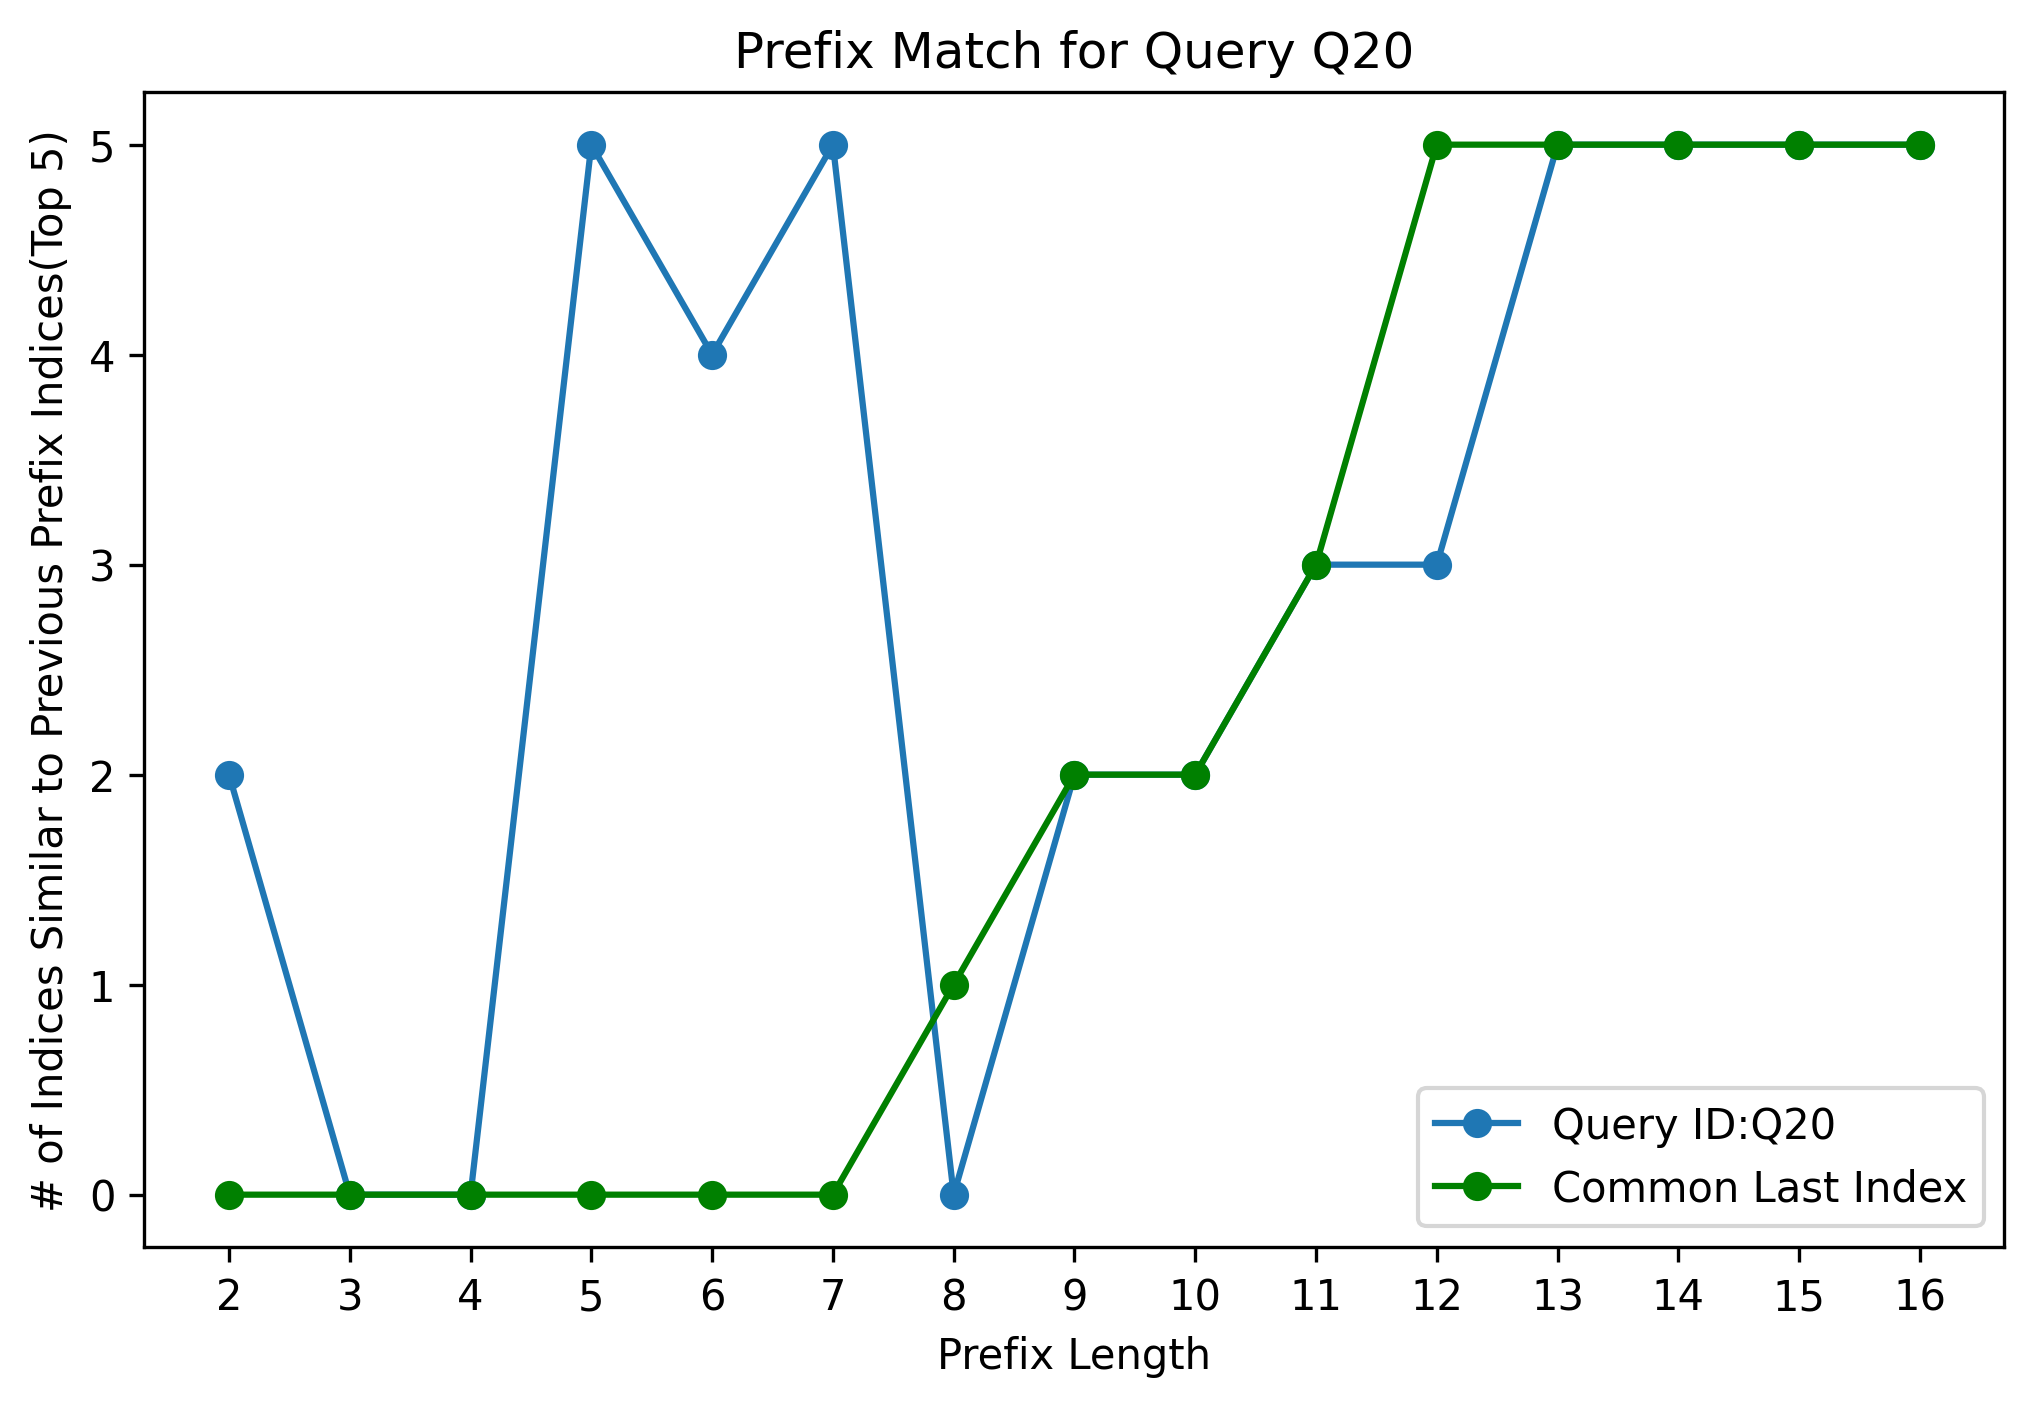 Prefix Match for Query Q20
# of Indices Similar to Previous Prefix Indices(Top 5)
5
4
3
2
1
0
Query ID:Q20
Common Last Index
2 3 4 5 6 7 8 9 10 11 12 13 14 15 16
Prefix Length